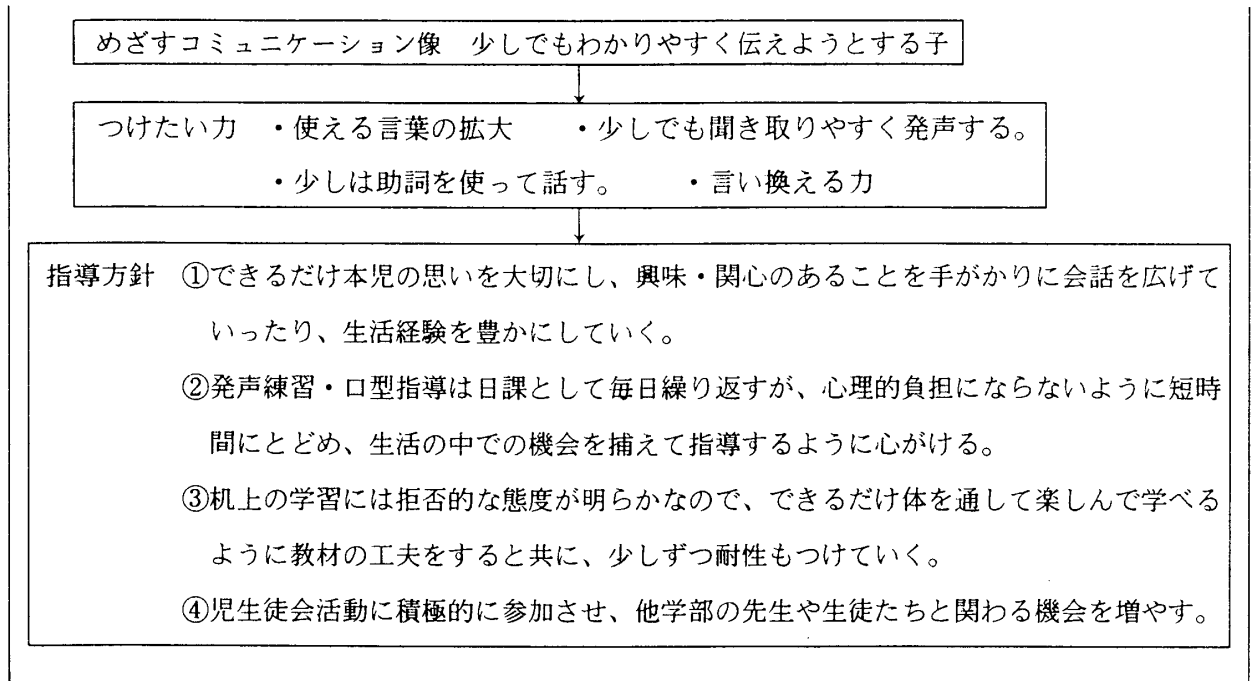 めざすコミュニケーション像　少しでもわかりやすく伝えようとする子
つけたい力　・使える言葉の拡大　　・少しでも聞き取りやすく発声する。
・少しは助詞を使って話す。　　・言い換える力
指導方針　①できるだけ本児の思いを大切にし、興味・関心のあることを手がかりに会話を広げて
いったり、生活経験を豊かにしていく。
②発声練習・口型指導は日課として毎日繰り返すが、心理的負担にならないように短時
間にとどめ、生活の中での機会を捕えて指導するように心がける。
③机上の学習には拒否的な態度が明らかなので、できるだけ体を通して楽しんで学べる
ように教材の工夫をすると共に、少しずつ耐性もつけていく。
④児生徒会活動に積極的に参加させ、他学部の先生や生徒たちと関わる機会を増やす。